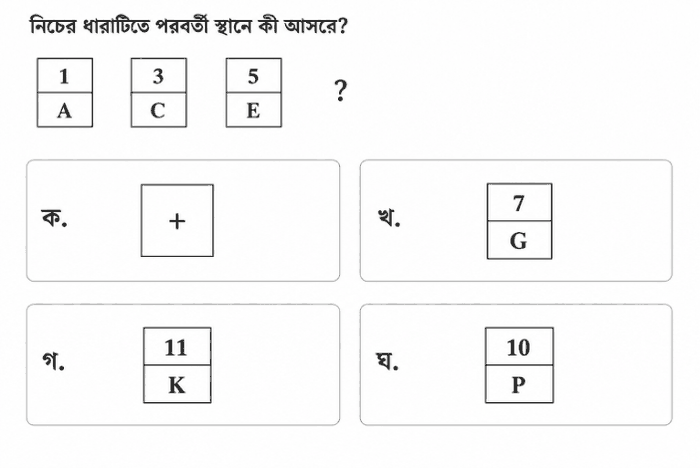 নিচের ধারাটিতে পরবর্তী স্থানে কী আসবে?
1 3 5 ?
A C E
ক. + খ. 7
G
গ. 11 ঘ. 10
K P